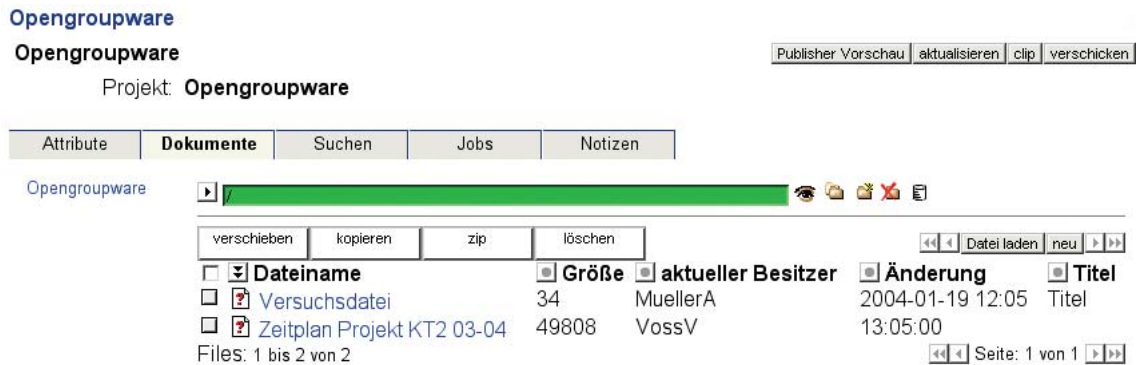 Opengroupware
Opengroupware
Publisher Vorschau aktualisieren clip verschicken
Projekt: Opengroupware
Attribute Dokumente Suchen Jobs Notizen
Opengroupware /
verschieben kopieren zip löschen Datei laden neu
Dateiname Größe aktueller Besitzer Änderung Titel
Versuchsdatei 34 MuellerA 2004-01-19 12:05 Titel
Zeitplan Projekt KT2 03-04 49808 VossV 13:05:00
Files: 1 bis 2 von 2 Seite: 1 von 1